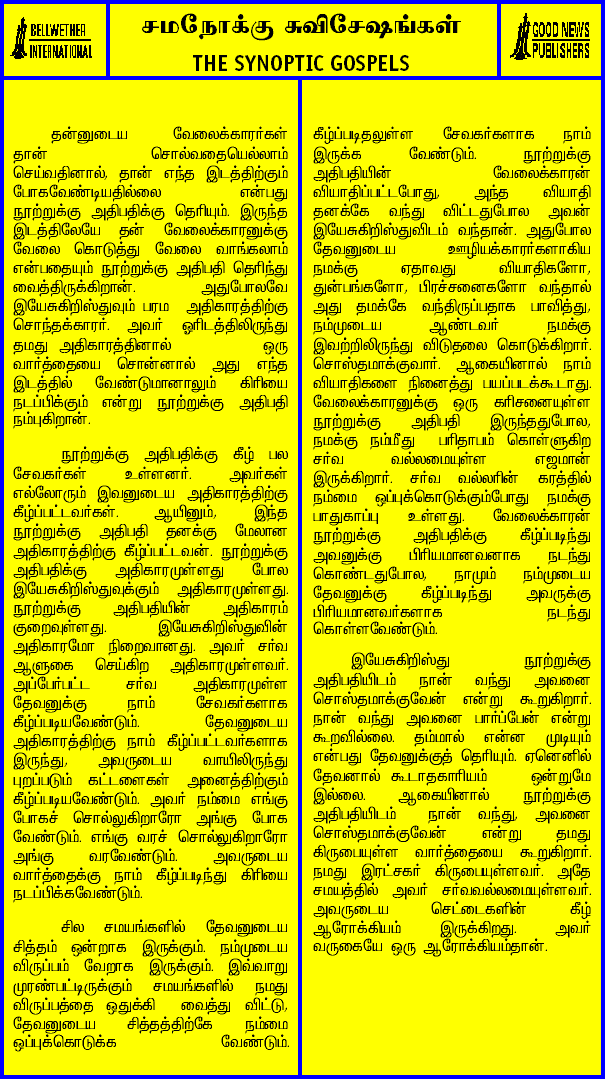 BELLWETHER
INTERNATIONAL
சமநோக்கு சுவிசேஷங்கள்
THE SYNOPTIC GOSPELS
GOOD NEWS
PUBLISHERS
தன்னுடைய வேலைக்காரர்கள்
தான் சொல்வதையெல்லாம்
செய்வதினால், தான் எந்த இடத்திற்கும்
போகவேண்டியதில்லை என்பது
நூற்றுக்கு அதிபதிக்கு தெரியும். இருந்த
இடத்திலேயே தன் வேலைக்காரனுக்கு
வேலை கொடுத்து வேலை வாங்கலாம்
என்பதையும் நூற்றுக்கு அதிபதி தெரிந்து
வைத்திருக்கிறான். அதுபோலவே
இயேசுகிறிஸ்துவும் பரம அதிகாரத்திற்கு
சொந்தக்காரர். அவர் ஓரிடத்திலிருந்து
தமது அதிகாரத்தினால் ஒரு
வார்த்தையை சொன்னால் அது எந்த
இடத்தில் வேண்டுமானாலும் கிரியை
நடப்பிக்கும் என்று நூற்றுக்கு அதிபதி
நம்புகிறான்.
நூற்றுக்கு அதிபதிக்கு கீழ் பல
சேவகர்கள் உள்ளனர். அவர்கள்
எல்லோரும் இவனுடைய அதிகாரத்திற்கு
கீழ்ப்பட்டவர்கள். ஆயினும், இந்த
நூற்றுக்கு அதிபதி தனக்கு மேலான
அதிகாரத்திற்கு கீழ்ப்பட்டவன். நூற்றுக்கு
அதிபதிக்கு அதிகாரமுள்ளது போல
இயேசுகிறிஸ்துவுக்கும் அதிகாரமுள்ளது.
நூற்றுக்கு அதிபதியின் அதிகாரம்
குறைவுள்ளது. இயேசுகிறிஸ்துவின்
அதிகாரமோ நிறைவானது. அவர் சர்வ
ஆளுகை செய்கிற அதிகாரமுள்ளவர்.
அப்பேர்பட்ட சர்வ அதிகாரமுள்ள
தேவனுக்கு நாம் சேவகர்களாக
கீழ்ப்படியவேண்டும். தேவனுடைய
அதிகாரத்திற்கு நாம் கீழ்ப்பட்டவர்களாக
இருந்து, அவருடைய வாயிலிருந்து
புறப்படும் கட்டளைகள் அனைத்திற்கும்
கீழ்ப்படியவேண்டும். அவர் நம்மை எங்கு
போகச் சொல்லுகிறாரோ அங்கு போக
வேண்டும். எங்கு வரச் சொல்லுகிறாரோ
அங்கு வரவேண்டும். அவருடைய
வார்த்தைக்கு நாம் கீழ்ப்படிந்து கிரியை
நடப்பிக்கவேண்டும்.
சில சமயங்களில் தேவனுடைய
சித்தம் ஒன்றாக இருக்கும். நம்முடைய
விருப்பம் வேறாக இருக்கும். இவ்வாறு
முரண்பட்டிருக்கும் சமயங்களில் நமது
விருப்பத்தை ஒதுக்கி வைத்து விட்டு,
தேவனுடைய சித்தத்திற்கே நம்மை
ஒப்புக்கொடுக்க வேண்டும்.
கீழ்ப்படிதலுள்ள சேவகர்களாக நாம்
இருக்க வேண்டும். நூற்றுக்கு
அதிபதியின் வேலைக்காரன்
வியாதிப்பட்டபோது, அந்த வியாதி
தனக்கே வந்து விட்டதுபோல அவன்
இயேசுகிறிஸ்துவிடம் வந்தான். அதுபோல
தேவனுடைய ஊழியக்காரர்களாகிய
நமக்கு ஏதாவது வியாதிகளோ,
துன்பங்களோ, பிரச்சனைகளோ வந்தால்
அது தமக்கே வந்திருப்பதாக பாவித்து,
நம்முடைய ஆண்டவர் நமக்கு
இவற்றிலிருந்து விடுதலை கொடுக்கிறார்.
சொஸ்தமாக்குவார். ஆகையினால் நாம்
வியாதிகளை நினைத்து பயப்படக்கூடாது.
வேலைக்காரனுக்கு ஒரு கரிசனையுள்ள
நூற்றுக்கு அதிபதி இருந்ததுபோல,
நமக்கு நம்மீது பரிதாபம் கொள்ளுகிற
சர்வ வல்லமையுள்ள எஜமான்
இருக்கிறார். சர்வ வல்லரின் கரத்தில்
நம்மை ஒப்புக்கொடுக்கும்போது நமக்கு
பாதுகாப்பு உள்ளது. வேலைக்காரன்
நூற்றுக்கு அதிபதிக்கு கீழ்ப்படிந்து
அவனுக்கு பிரியமானவனாக நடந்து
கொண்டதுபோல, நாமும் நம்முடைய
தேவனுக்கு கீழ்ப்படிந்து அவருக்கு
பிரியமானவர்களாக நடந்து
கொள்ளவேண்டும்.
இயேசுகிறிஸ்து நூற்றுக்கு
அதிபதியிடம் நான் வந்து அவனை
சொஸ்தமாக்குவேன் என்று கூறுகிறார்.
நான் வந்து அவனை பார்ப்பேன் என்று
கூறவில்லை. தம்மால் என்ன முடியும்
என்பது தேவனுக்குத் தெரியும். ஏனெனில்
தேவனால் கூடாதகாரியம் ஒன்றுமே
இல்லை. ஆகையினால் நூற்றுக்கு
அதிபதியிடம் நான் வந்து, அவனை
சொஸ்தமாக்குவேன் என்று தமது
கிருபையுள்ள வார்த்தையை கூறுகிறார்.
நமது இரட்சகர் கிருபையுள்ளவர். அதே
சமயத்தில் அவர் சர்வவல்லமையுள்ளவர்.
அவருடைய செட்டைகளின் கீழ்
ஆரோக்கியம் இருக்கிறது. அவர்
வருகையே ஒரு ஆரோக்கியம்தான்.